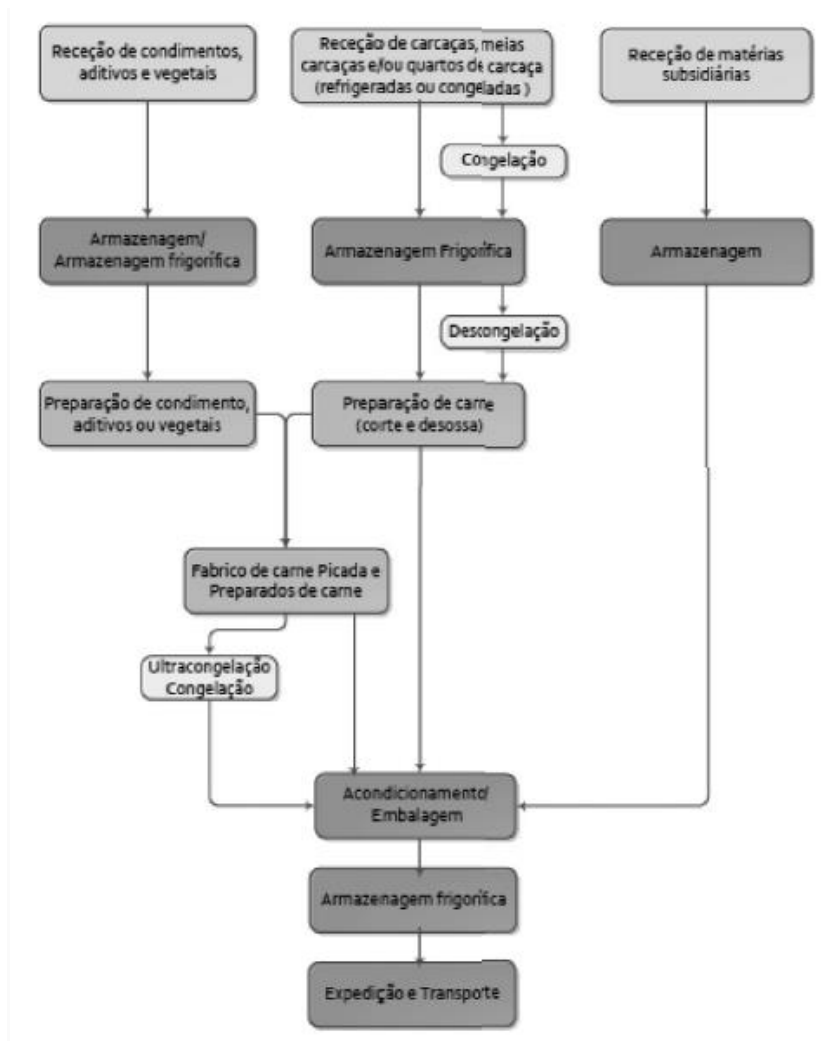 Receção de condimentos,
aditivos e vegetais
Receção de carcaças, meias
carcaças e/ou quartos de carcaça
(refrigeradas ou congeladas )
Receção de matérias
subsidiárias
Congelação
Armazenagem/
Armazenagem frigorífica
Armazenagem Frigorífica
Armazenagem
Descongelação
Preparação de condimento,
aditivos ou vegetais
Preparação de carne
(corte e desossa)
Fabrico de carne Picada e
Preparados de carne
Ultracongelação
Congelação
Acondicionamento/
Embalagem
Armazenagem frigorífica
Expedição e Transporte